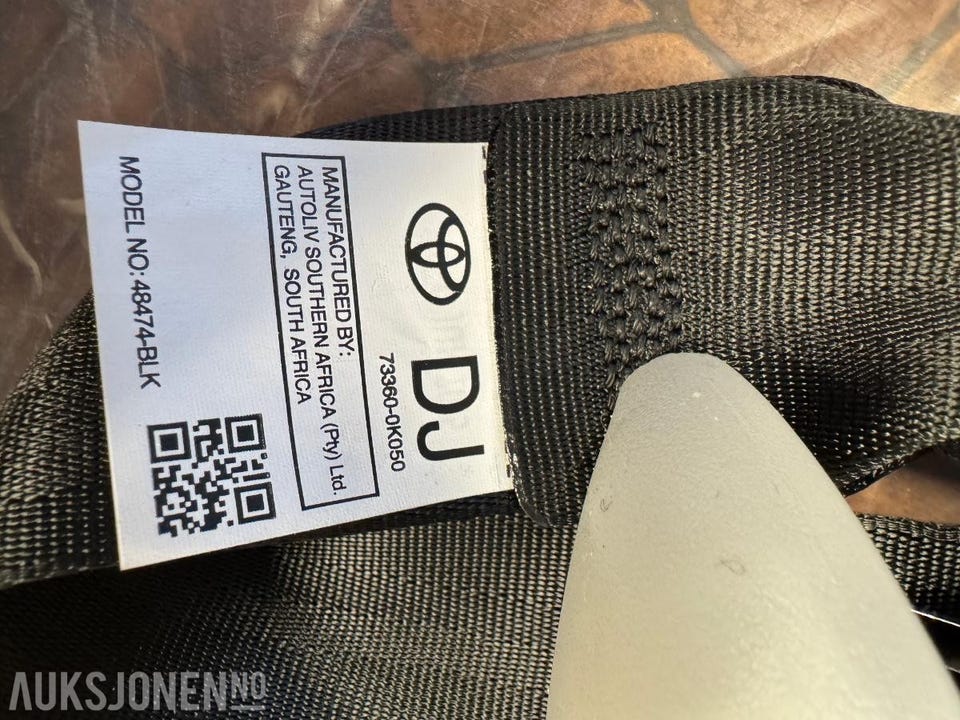 DJ
73360-0K050
MANUFACTURED BY:
AUTOLIV SOUTHERN AFRICA (Pty) Ltd.
GAUTENG, SOUTH AFRICA
MODEL NO: 48474-BLK
AUKSJONEN.NO